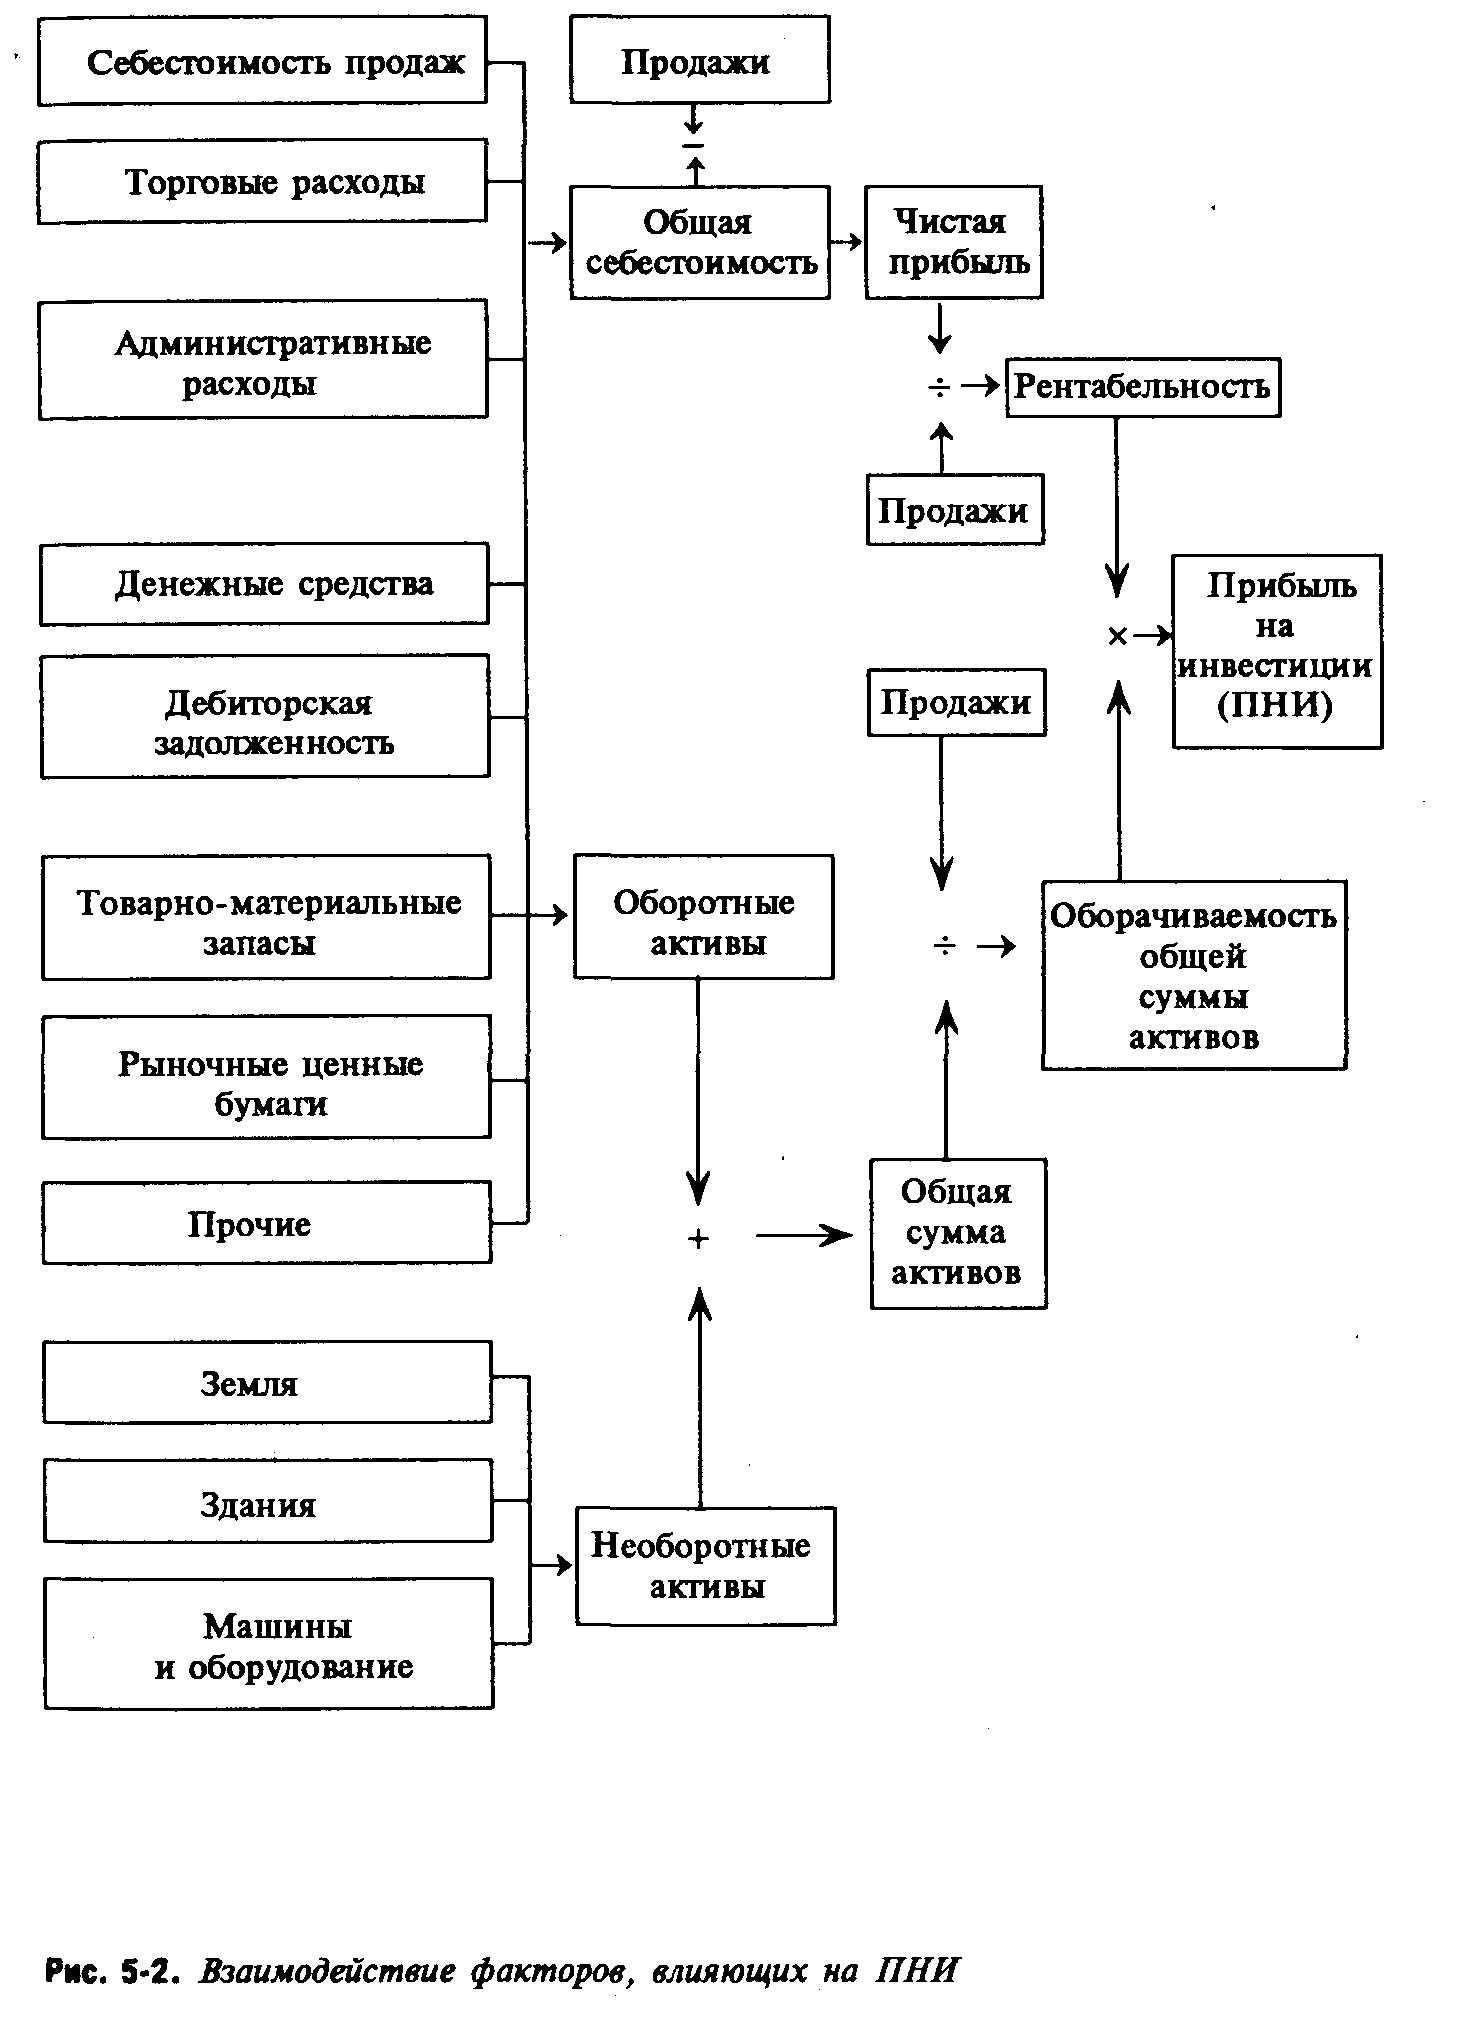 Себестоимость продаж
Продажи
Торговые расходы
–
Общая
себестоимость
Чистая
прибыль
Административные
расходы
÷
Рентабельность
Продажи
Денежные средства
Прибыль
на
инвестиции
(ПНИ)
×
Дебиторская
задолженность
Продажи
Товарно-материальные
запасы
Оборотные
активы
÷
Оборачиваемость
общей
суммы
активов
Рыночные ценные
бумаги
Прочие
+
Общая
сумма
активов
Земля
Здания
Необоротные
активы
Машины
и оборудование
Рис. 5-2. Взаимодействие факторов, влияющих на ПНИ